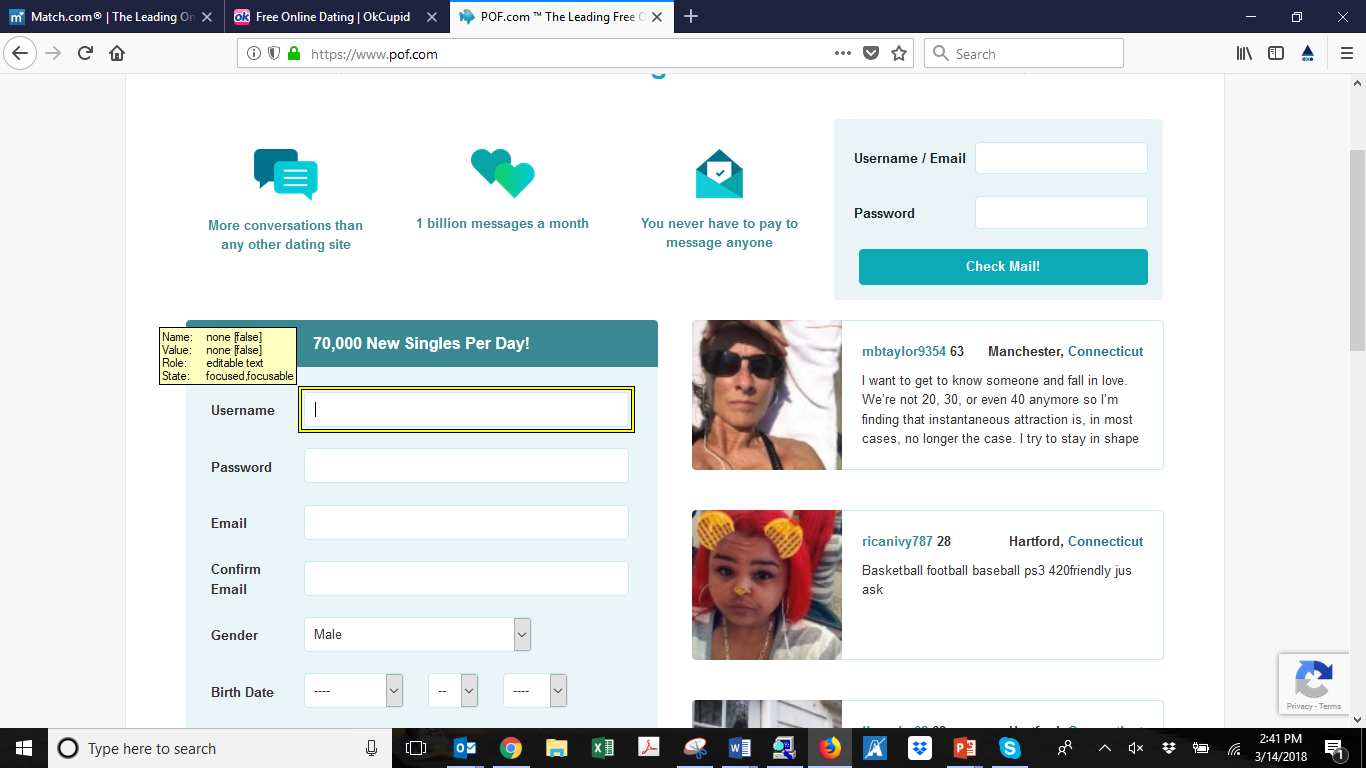 Match.com® | The Leading On
Free Online Dating | OkCupid
POF.com ™ The Leading Free O
https://www.pof.com
Search
More conversations than
any other dating site
1 billion messages a month
You never have to pay to
message anyone
Username / Email
Password
Check Mail!
Name: none [false]
Value: none [false]
Role: editable text
State: focused,focusable
70,000 New Singles Per Day!
Username
Password
Email
Confirm
Email
Gender
Male
Birth Date
----
--
----
mbtaylor9354 63
Manchester, Connecticut
I want to get to know someone and fall in love.
We're not 20, 30, or even 40 anymore so I'm
finding that instantaneous attraction is, in most
cases, no longer the case. I try to stay in shape
ricanivy787 28
Hartford, Connecticut
Basketball football baseball ps3 420friendly jus
ask
Privacy - Terms
Type here to search
2:41 PM
3/14/2018
1